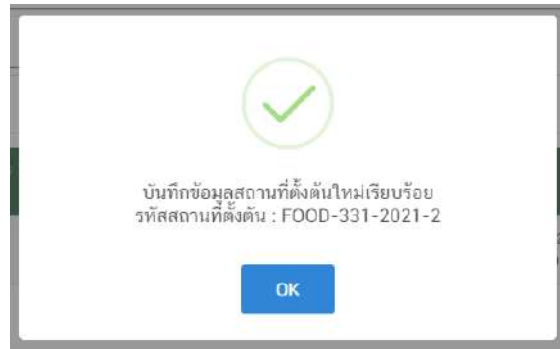 บันทึกข้อมูลสถานที่ตั้งต้นใหม่เรียบร้อย
รหัสสถานที่ตั้งต้น : FOOD-331-2021-2
OK